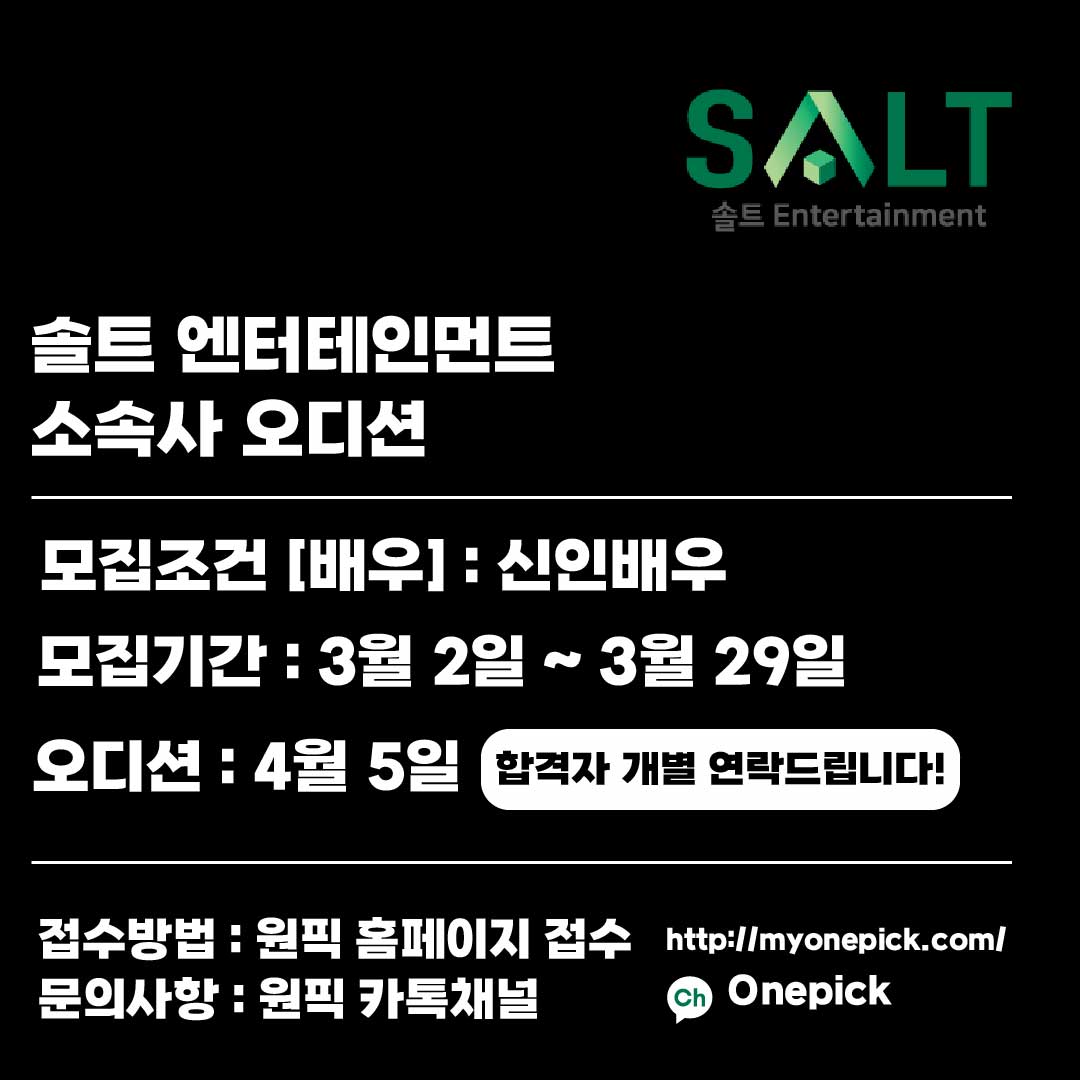 SALT
솔트 Entertainment
솔트 엔터테인먼트
소속사 오디션
모집조건 [배우] : 신인배우
모집기간 : 3월 2일 ~ 3월 29일
오디션 : 4월 5일 합격자 개별 연락드립니다!
접수방법 : 원픽 홈페이지 접수 http://myonepick.com/
문의사항 : 원픽 카톡채널 Ch Onepick